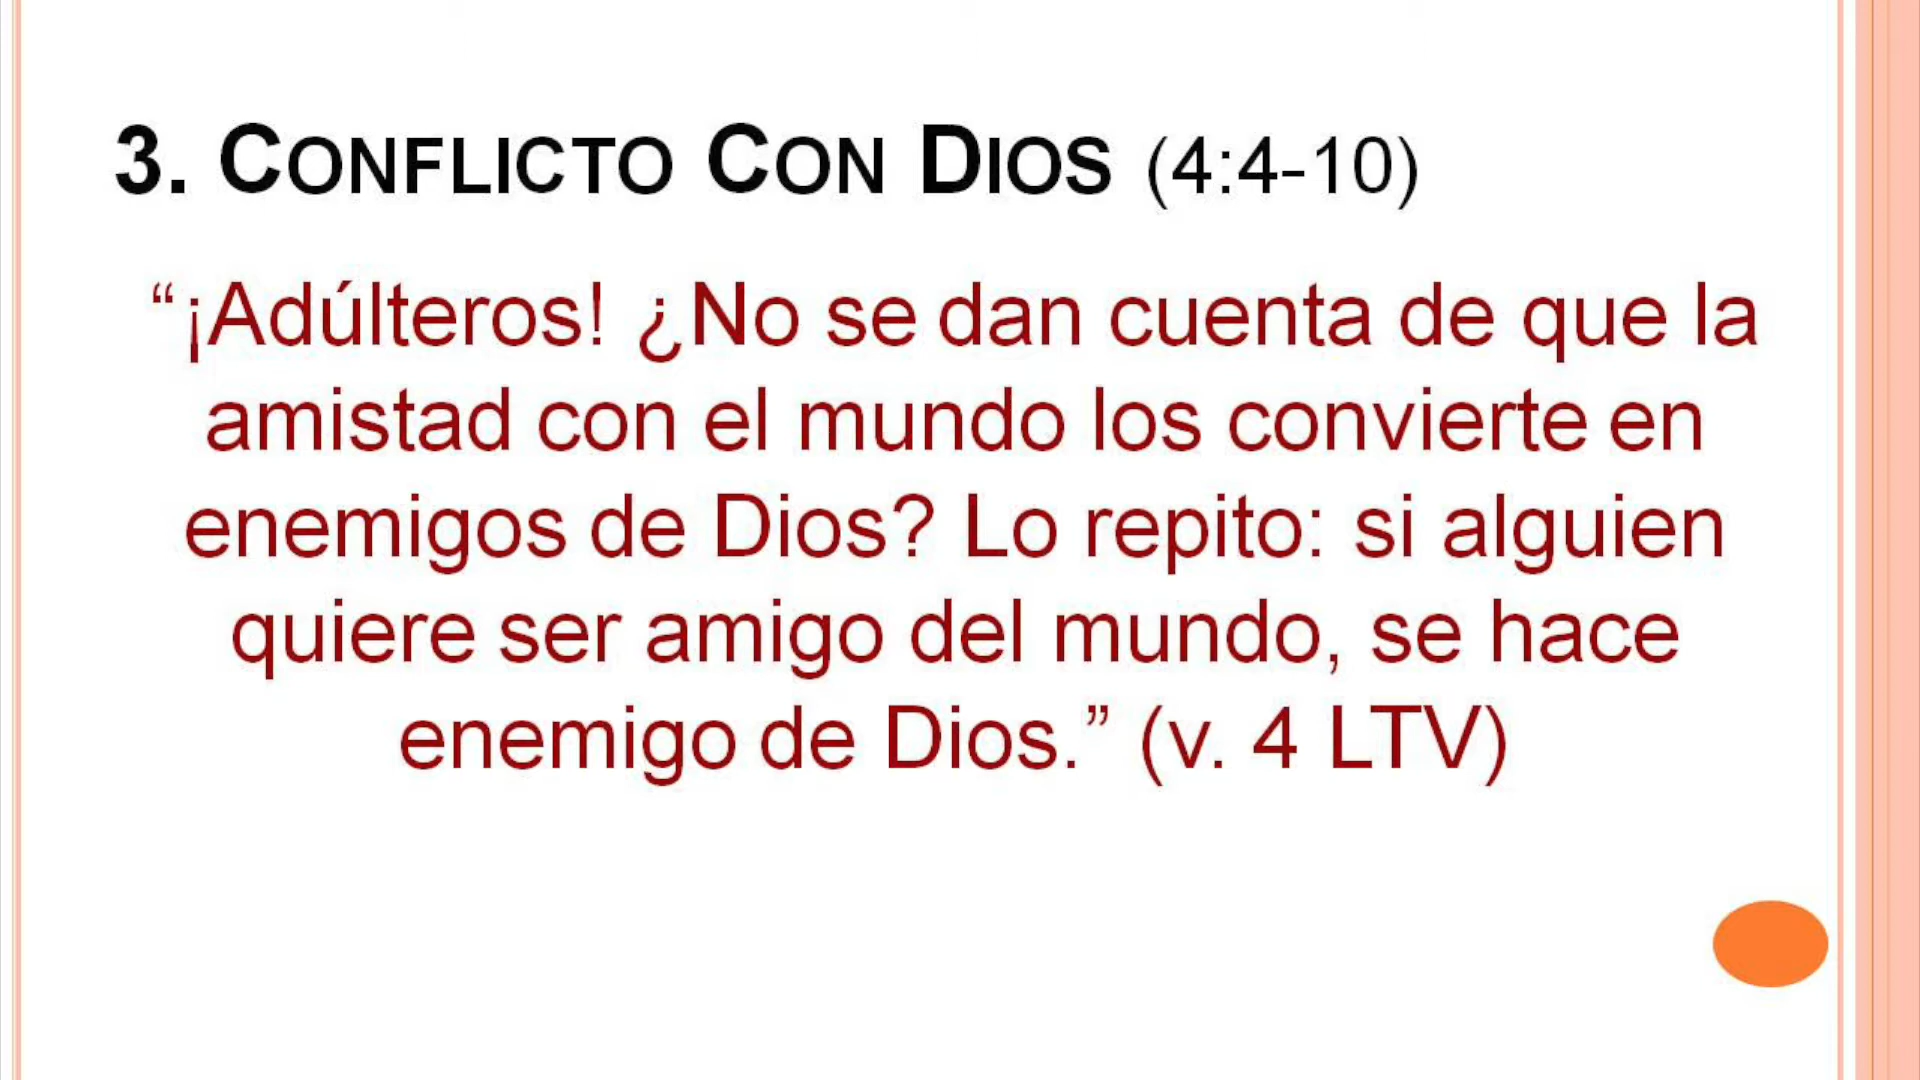 3. CONFLICTO CON DIOS (4:4-10)
“¡Adúlteros! ¿No se dan cuenta de que la
amistad con el mundo los convierte en
enemigos de Dios? Lo repito: si alguien
quiere ser amigo del mundo, se hace
enemigo de Dios.” (v. 4 LTV)